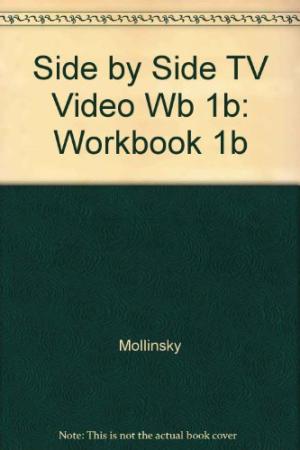 Side by Side TV
Video Wb 1b:
Workbook 1b
Mollinsky
Note: This is not the actual book cover